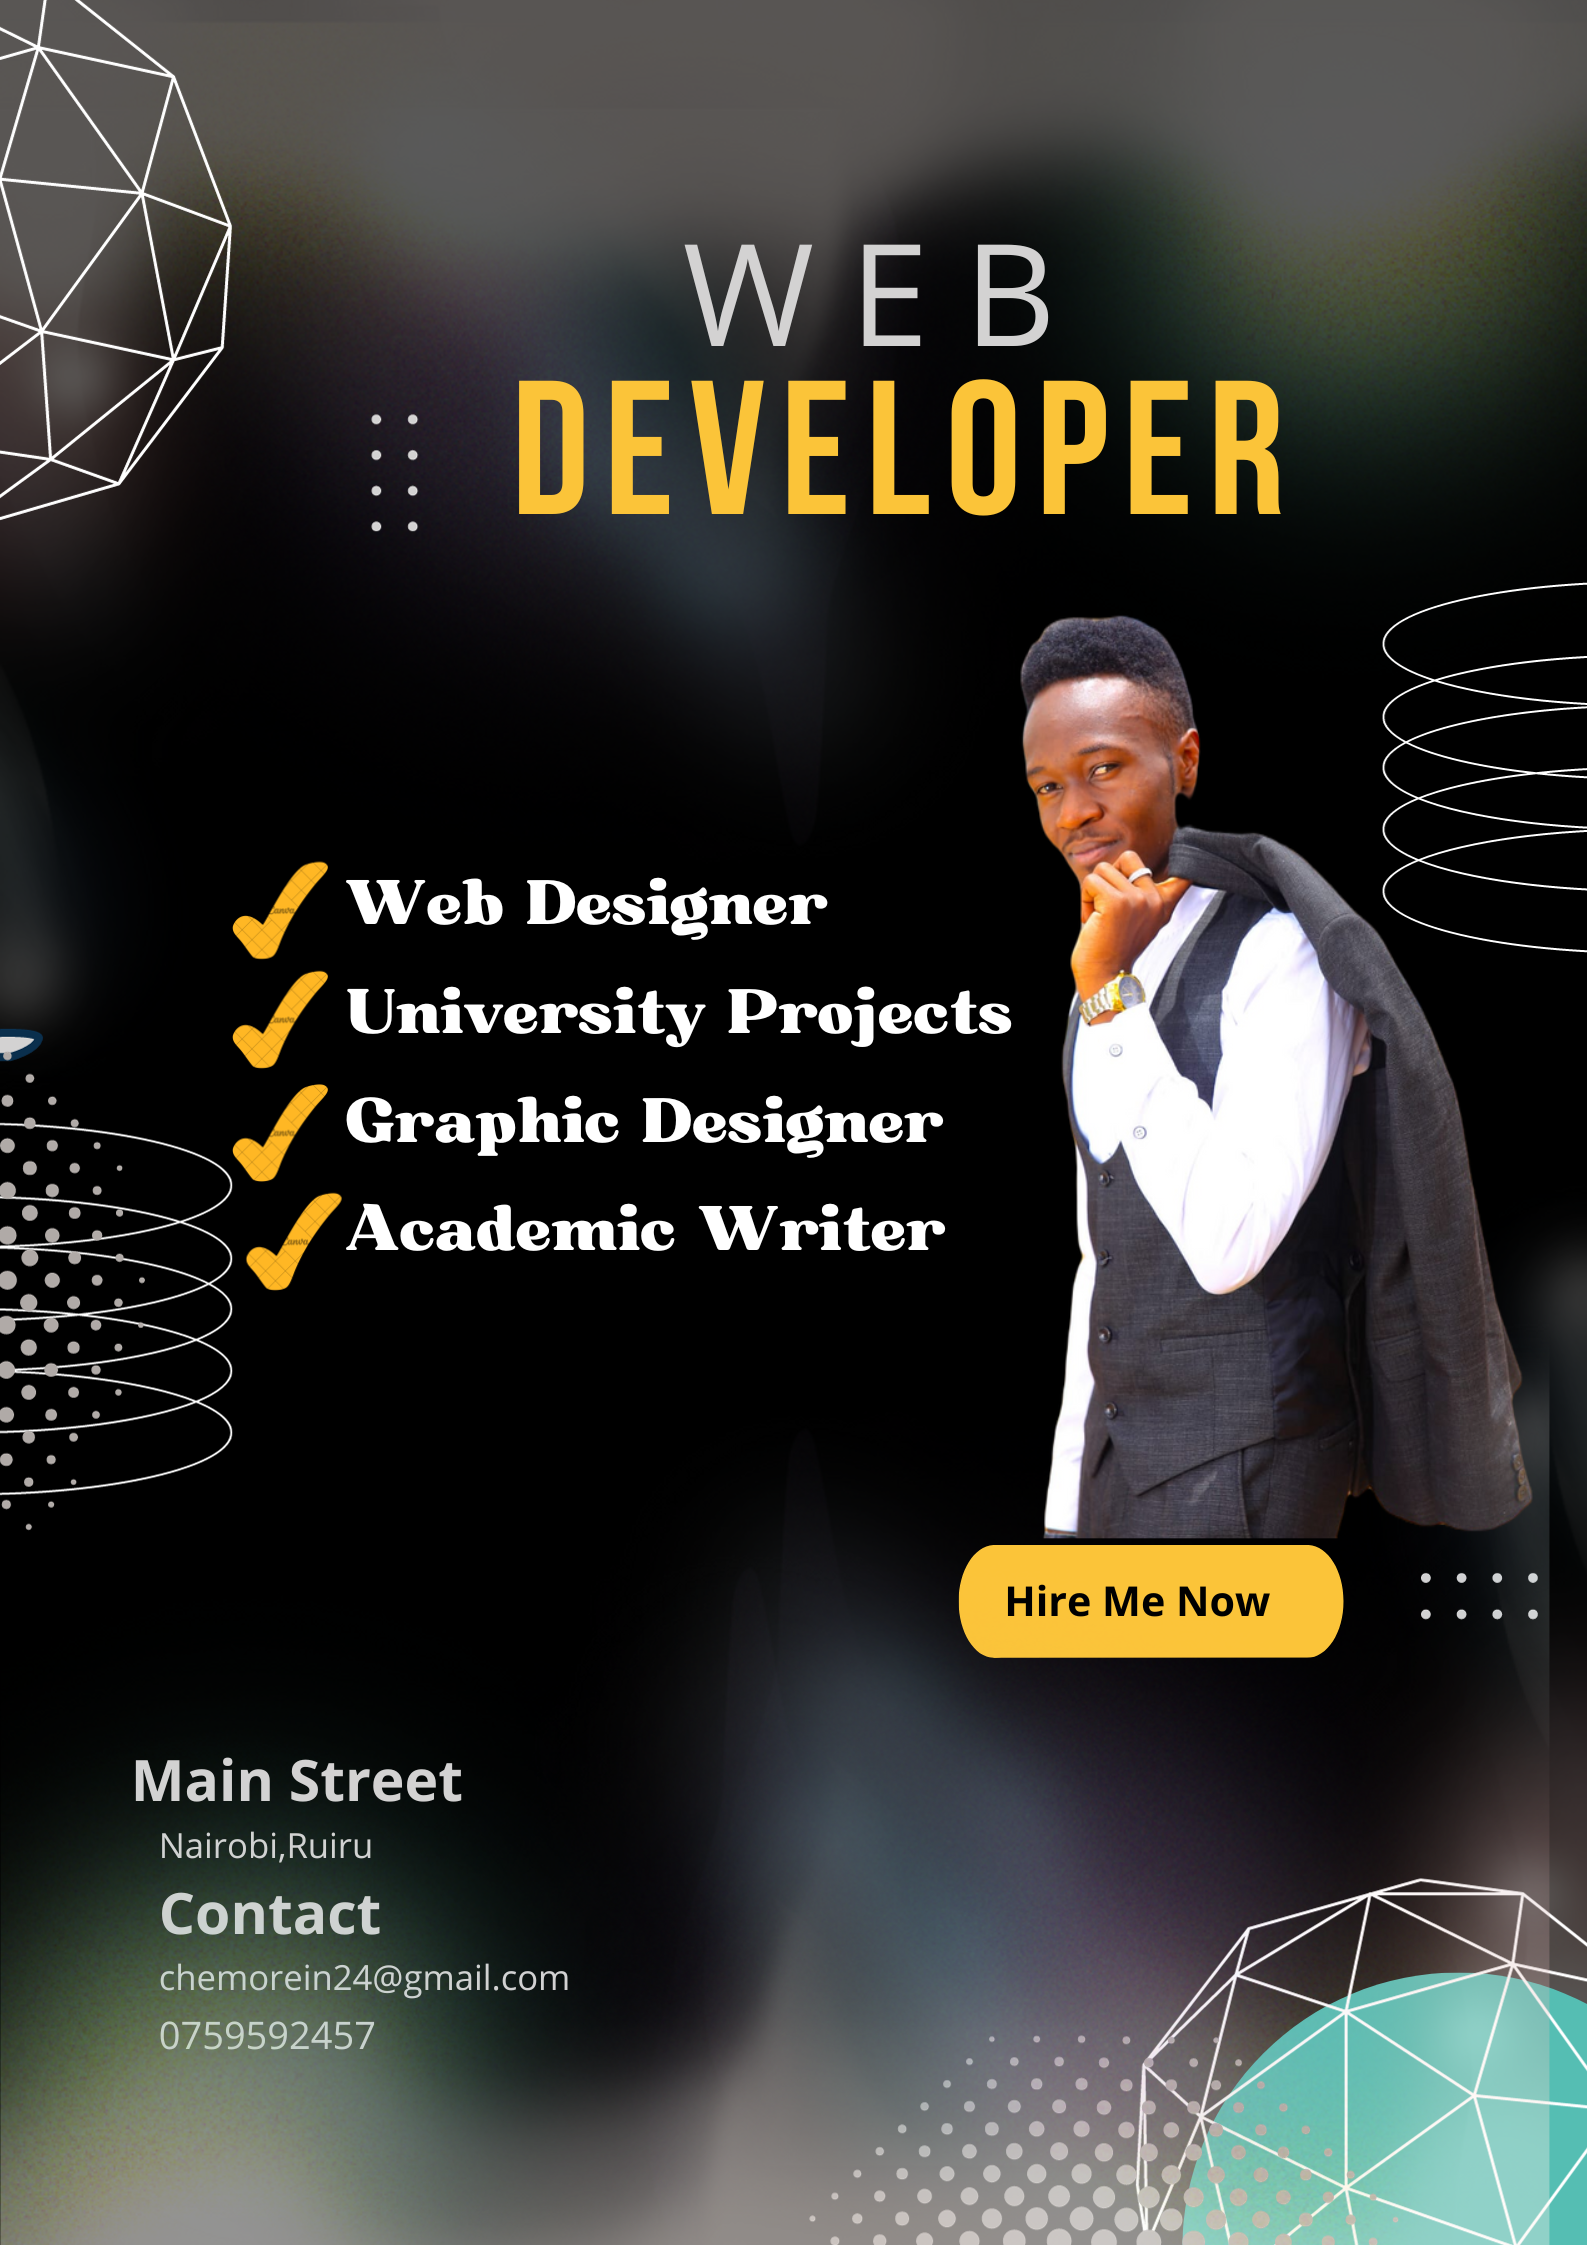 WEB
DEVELOPER
Web Designer
University Projects
Graphic Designer
Academic Writer
Hire Me Now
Main Street
Nairobi,Ruiru
Contact
chemorein24@gmail.com
0759592457